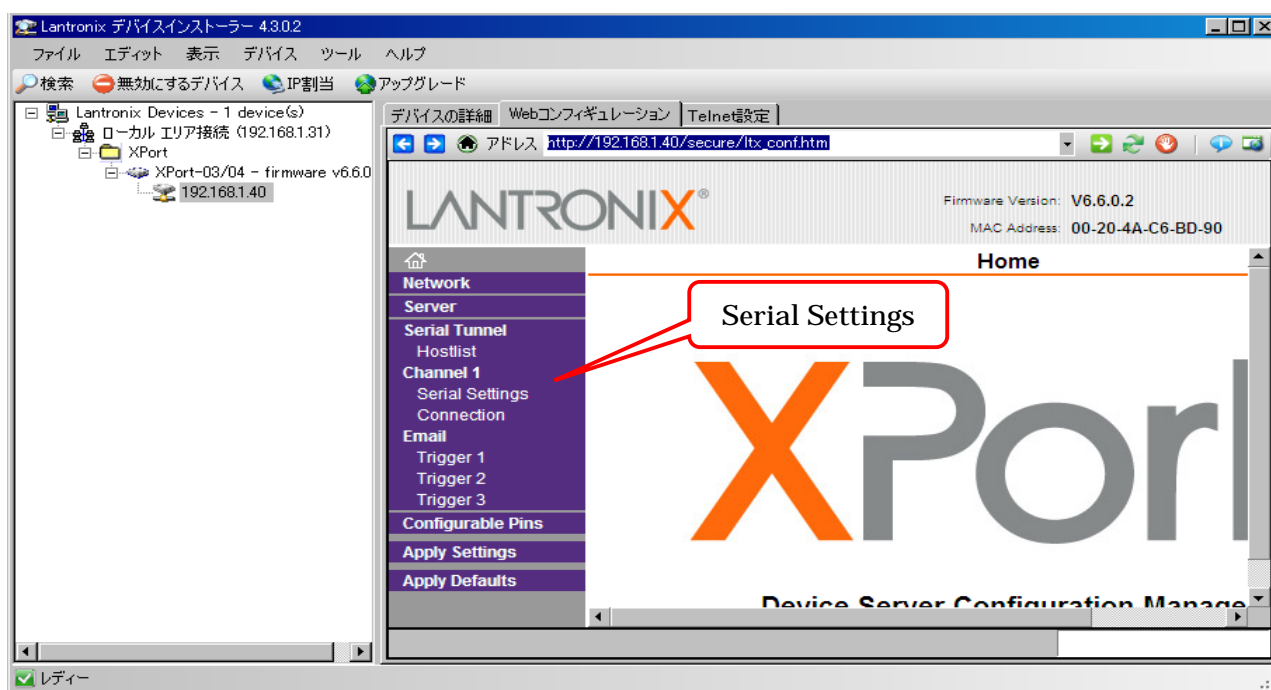 Lantronix デバイスインストーラー 4.3.0.2
ファイル エディット 表示 デバイス ツール ヘルプ
検索 無効にするデバイス IP割当 アップグレード
Lantronix Devices - 1 device(s)
ローカル エリア接続 (192.168.1.31)
XPort
XPort-03/04 - firmware v6.6.0
192.168.1.40
デバイスの詳細 Webコンフィギュレーション Telnet設定
アドレス http://192.168.1.40/secure/ltx_conf.htm
LANTRONIX®
Firmware Version: V6.6.0.2
MAC Address: 00-20-4A-C6-BD-90
Home
Network
Server
Serial Tunnel
Hostlist
Channel 1
Serial Settings
Connection
Email
Trigger 1
Trigger 2
Trigger 3
Configurable Pins
Apply Settings
Apply Defaults
Serial Settings
XPor
Device Server Configuration Manage
レディー